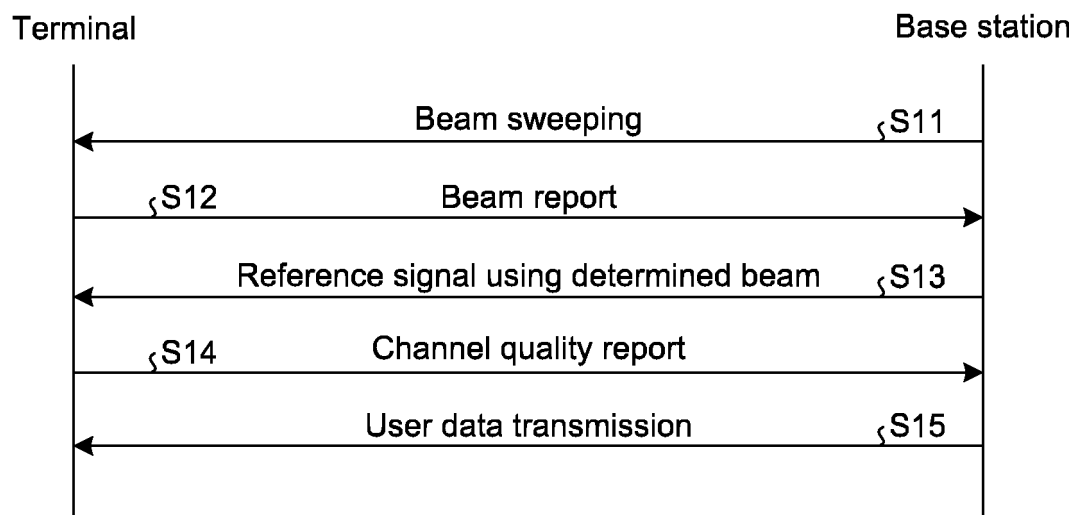 Terminal
Base station
Beam sweeping
S11
S12
Beam report
Reference signal using determined beam
S13
S14
Channel quality report
User data transmission
S15